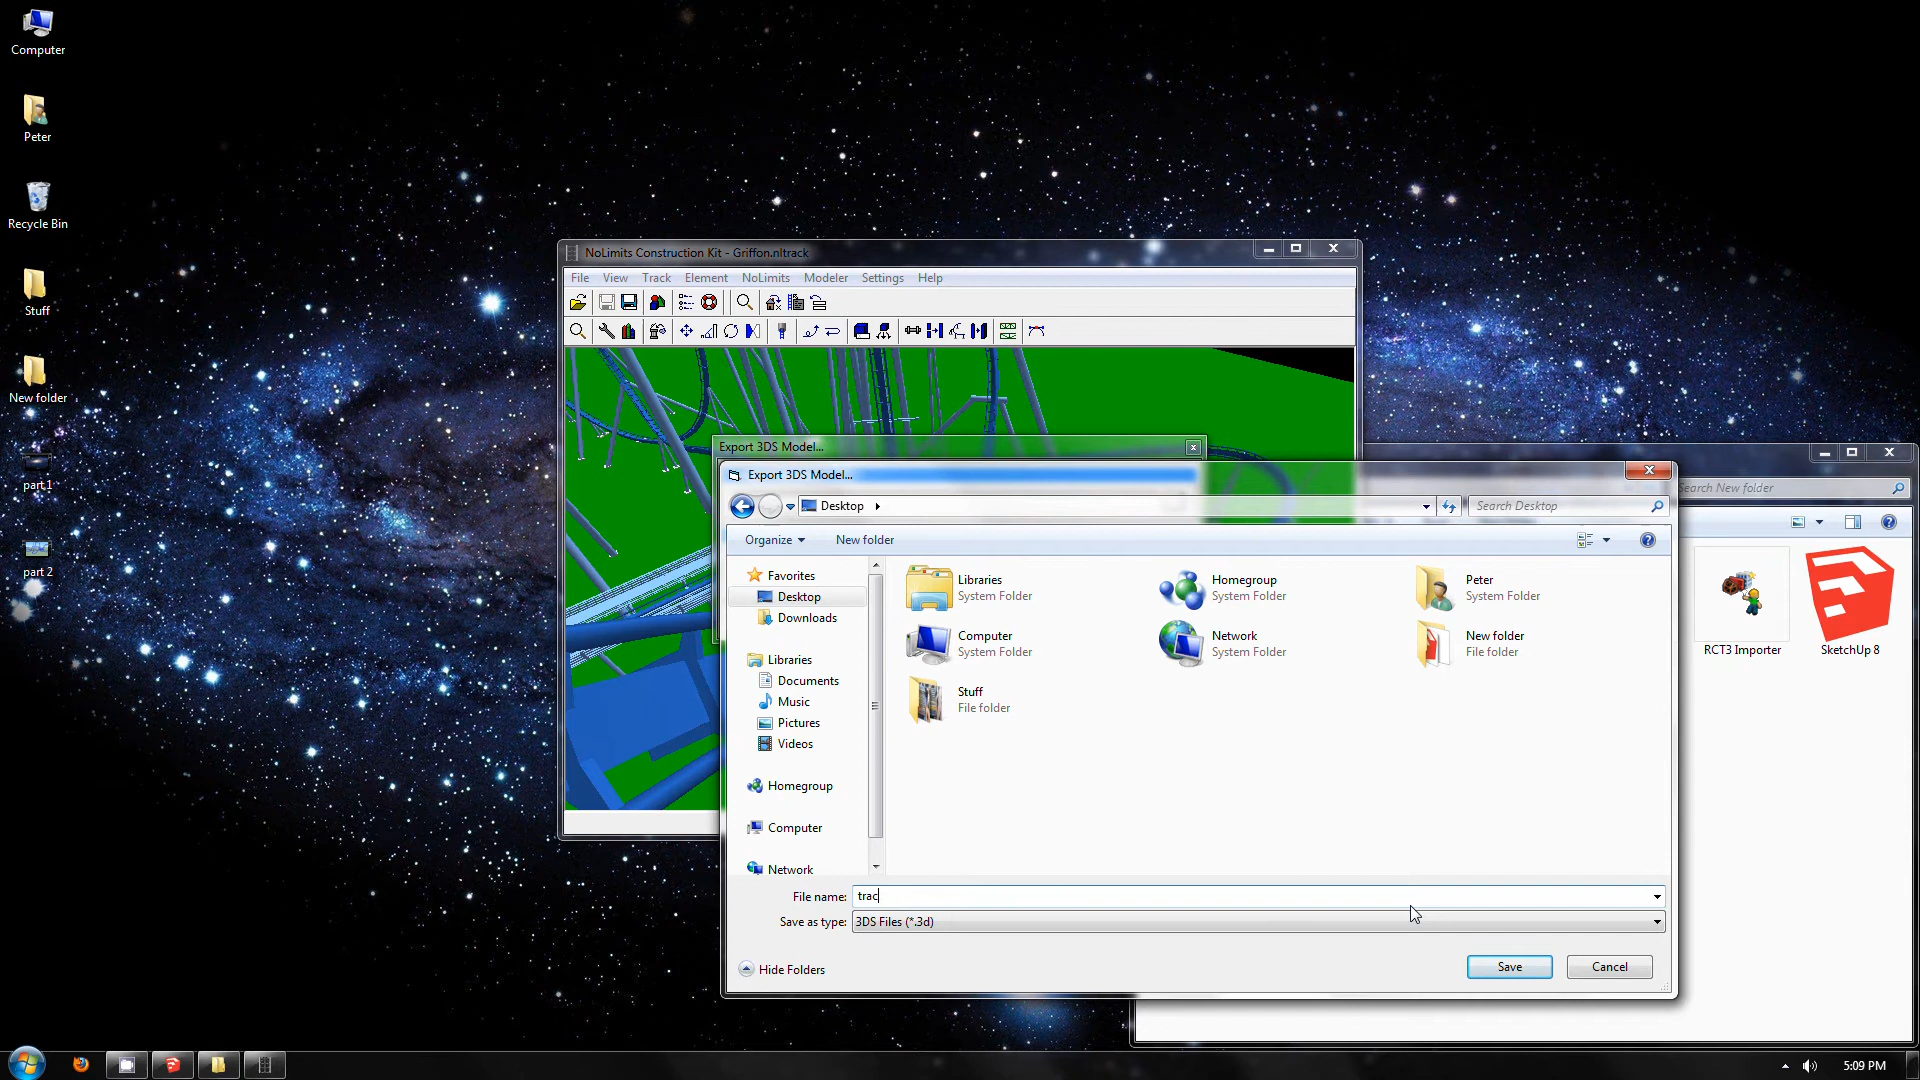 Computer
Peter
Recycle Bin
Stuff
New folder
part 1
part 2
NoLimits Construction Kit - Griffon.nltrack
File View Track Element NoLimits Modeler Settings Help
Export 3DS Model...
Export 3DS Model...
Desktop
Search Desktop
Search New folder
Organize
New folder
Favorites
Desktop
Downloads
Libraries
Documents
Music
Pictures
Videos
Homegroup
Computer
Network
Libraries
System Folder
Homegroup
System Folder
Peter
System Folder
Computer
System Folder
Network
System Folder
New folder
File folder
Stuff
File folder
RCT3 Importer
SketchUp 8
File name: trac
Save as type: 3DS Files (*.3d)
Hide Folders
Save
Cancel
5:09 PM